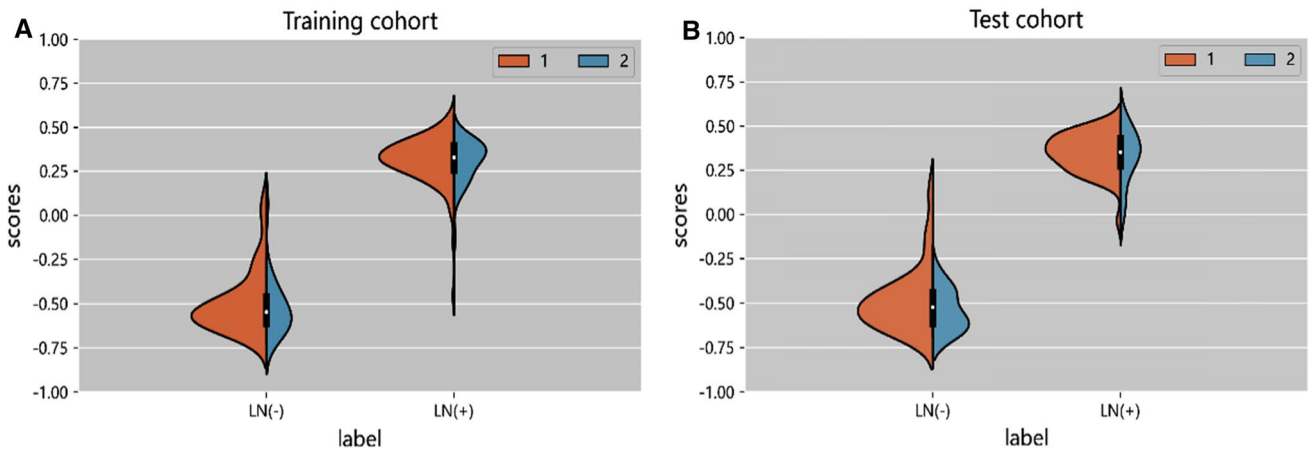 A
Training cohort
1 2
1.00
0.75
0.50
0.25
0.00
-0.25
-0.50
-0.75
-1.00
scores
LN(-) LN(+)
label
B
Test cohort
1 2
1.00
0.75
0.50
0.25
0.00
-0.25
-0.50
-0.75
-1.00
scores
LN(-) LN(+)
label